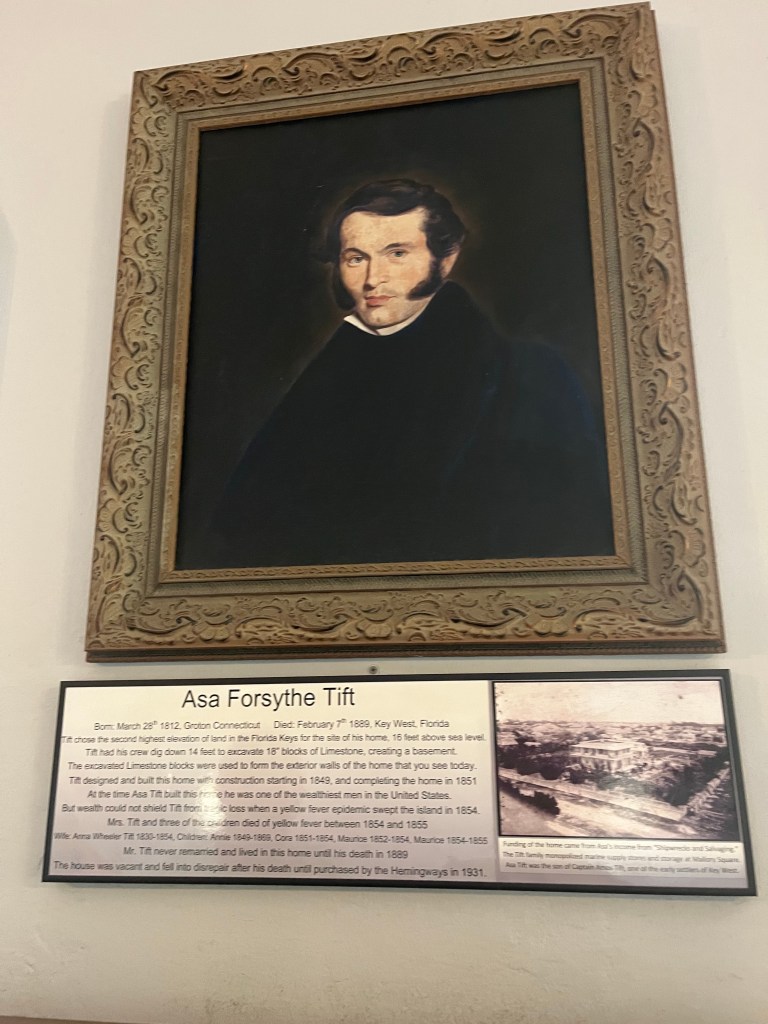 Asa Forsythe Tift
Born: March 28th 1812, Groton Connecticut Died: February 7th 1889, Key West, Florida
Tift chose the second highest elevation of land in the Florida Keys for the site of his home, 16 feet above sea level.
Tift had his crew dig down 14 feet to excavate 18" blocks of Limestone, creating a basement.
The excavated Limestone blocks were used to form the exterior walls of the home that you see today.
Tift designed and built this home with construction starting in 1849, and completing the home in 1851
At the time Asa Tift built this home he was one of the wealthiest men in the United States.
But wealth could not shield Tift from tragic loss when a yellow fever epidemic swept the island in 1854.
Mrs. Tift and three of the children died of yellow fever between 1854 and 1855
Wife: Anna Wheeler Tift 1830-1854, Children: Annie 1849-1869, Cora 1851-1854, Maurice 1852-1854, Maurice 1854-1855
Mr. Tift never remarried and lived in this home until his death in 1889
The house was vacant and fell into disrepair after his death until purchased by the Hemingways in 1931.
Funding of the home came from Asa's income from "Shipwrecks and Salvaging."
The Tift family monopolized marine supply stores and storage at Mallory Square.
Asa Tift was the son of Captain Amos Tift, one of the early settlers of Key West.